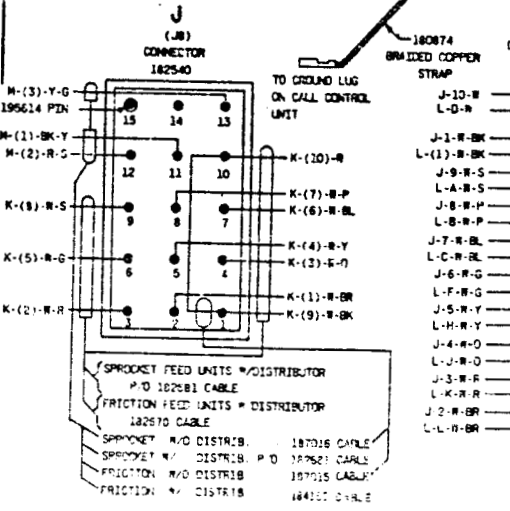 J
(J8)
CONNECTOR
182540
180874
BRAIDED COPPER
STRAP
TO GROUND LUG
ON CALL CONTROL
UNIT
M-(3)-Y-G
195614 PIN
15 14 13
M-(1)-BK-Y
M-(2)-R-G
12 11 10
K-(10)-W
K-(7)-W-P
K-(8)-W-S
9 8 7
K-(6)-W-BL
K-(4)-W-Y
K-(5)-W-G
6 5 4
K-(3)-W-O
K-(1)-W-BR
K-(2)-W-R
3 2 1
K-(9)-W-BK
SPROCKET FEED UNITS W/DISTRIBUTOR
P/O 182581 CABLE
FRICTION FEED UNITS W DISTRIBUTOR
CABLE
SPROCKET W/O DISTRIB. 187016 CABLE
SPROCKET W/ DISTRIB. P/O CABLE
FRICTION W/O DISTRIB 187015 CABLE
FRICTION W/ DISTRIB CABLE
J-10-W
L-D-W
J-1-W-BK
L-(1)-W-BK
J-9-W-S
L-A-W-S
J-8-W-P
L-B-W-P
J-7-W-BL
L-C-W-BL
J-6-W-G
L-F-W-G
J-5-W-Y
L-H-W-Y
J-4-W-O
L-J-W-O
J-3-W-R
L-K-W-R
J-2-W-BR
L-L-W-BR